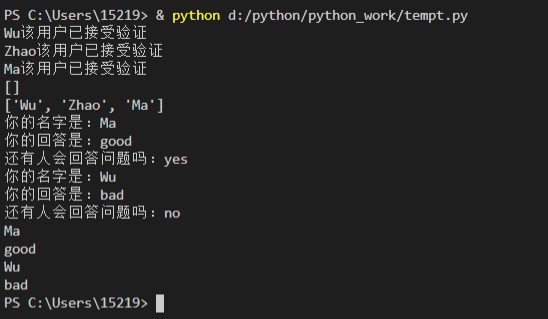 PS C:\Users\15219> & python d:/python/python_work/tempt.py
Wu该用户已接受验证
Zhao该用户已接受验证
Ma该用户已接受验证
[]
['Wu', 'Zhao', 'Ma']
你的名字是：Ma
你的回答是：good
还有人会回答问题吗：yes
你的名字是：Wu
你的回答是：bad
还有人会回答问题吗：no
Ma
good
Wu
bad
PS C:\Users\15219>